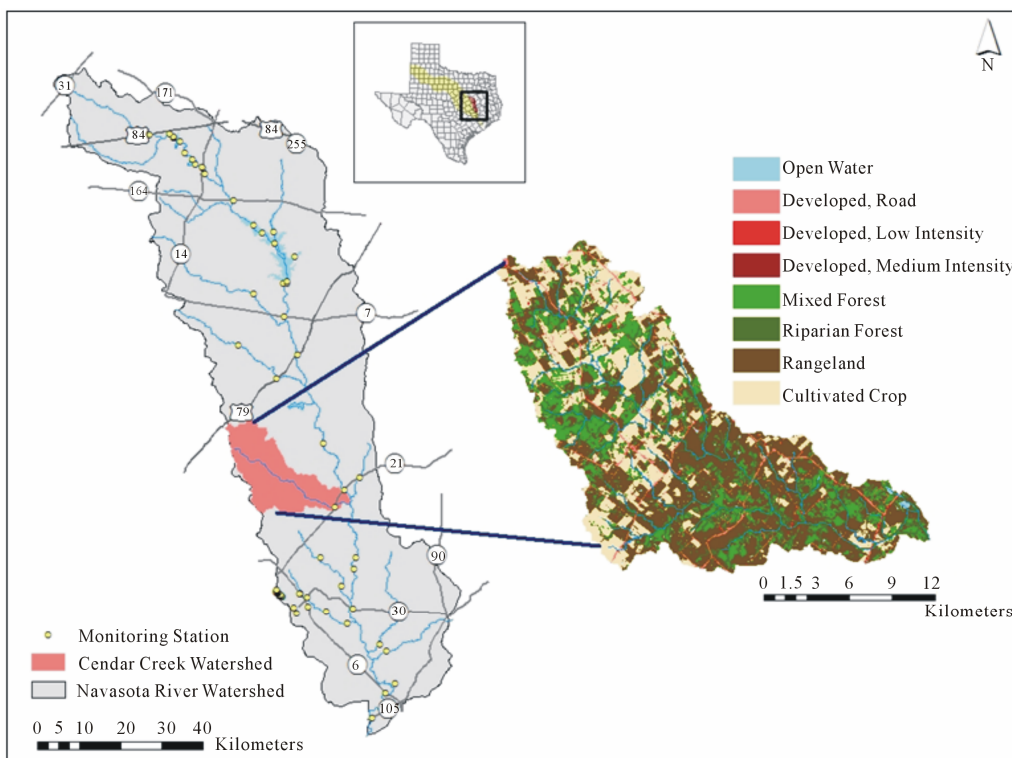 N
31
171
84
84
255
164
14
7
79
21
90
30
6
105
Open Water
Developed, Road
Developed, Low Intensity
Developed, Medium Intensity
Mixed Forest
Riparian Forest
Rangeland
Cultivated Crop
0 1.5 3 6 9 12
Kilometers
Monitoring Station
Cendar Creek Watershed
Navasota River Watershed
0 5 10 20 30 40
Kilometers